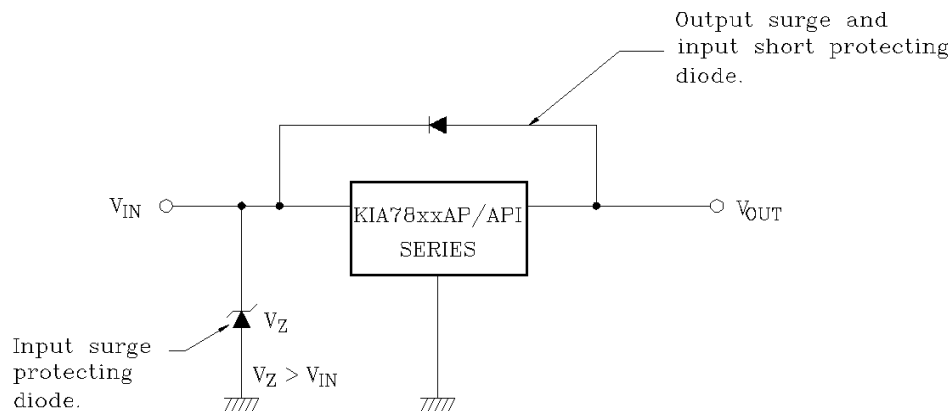 Output surge and
input short protecting
diode.
VIN
KIA78xxAP/API
SERIES
VOUT
VZ
Input surge
protecting
diode.
VZ > VIN